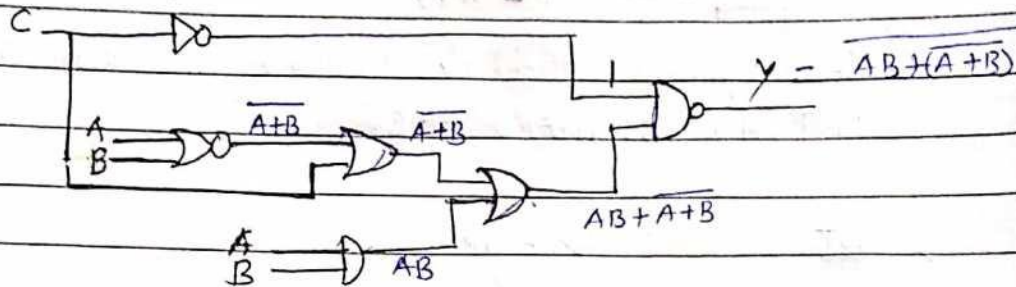 C
1
Y = \overline{AB+(\overline{A+B})}
A
B
\overline{A+B}
\overline{A+B}
AB+\overline{A+B}
A
B
AB